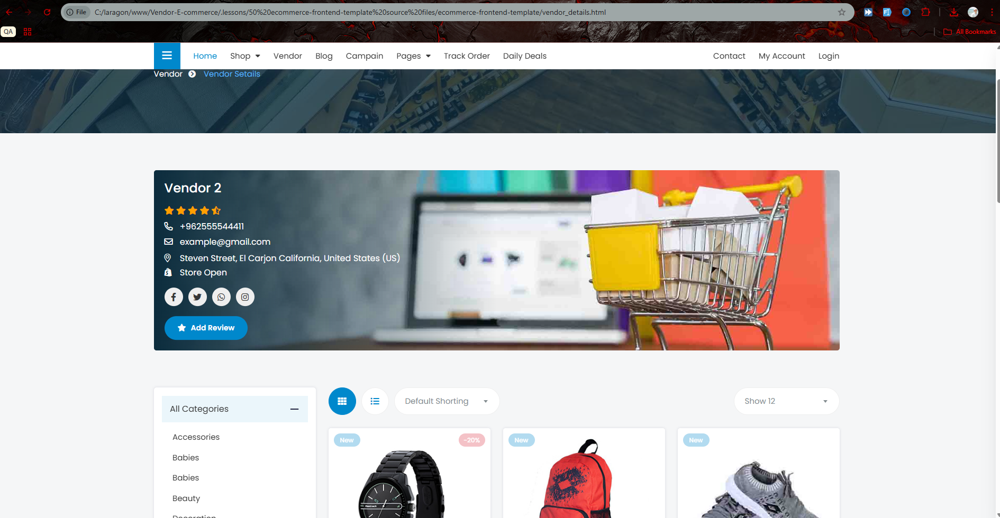 File C:/laragon/www/Vendor-E-commerce/.lessons/50%20ecommerce-frontend-template%20source%20files/ecommerce-frontend-template/vendor_details.html
QA
All Bookmarks
Home Shop Vendor Blog Campain Pages Track Order Daily Deals Contact My Account Login
Vendor Vendor Setails
Vendor 2
+962555544411
example@gmail.com
Steven Street, El Carjon California, United States (US)
Store Open
Add Review
All Categories
Accessories
Babies
Babies
Beauty
Decoration
Default Shorting
Show 12
New -20%
New
New